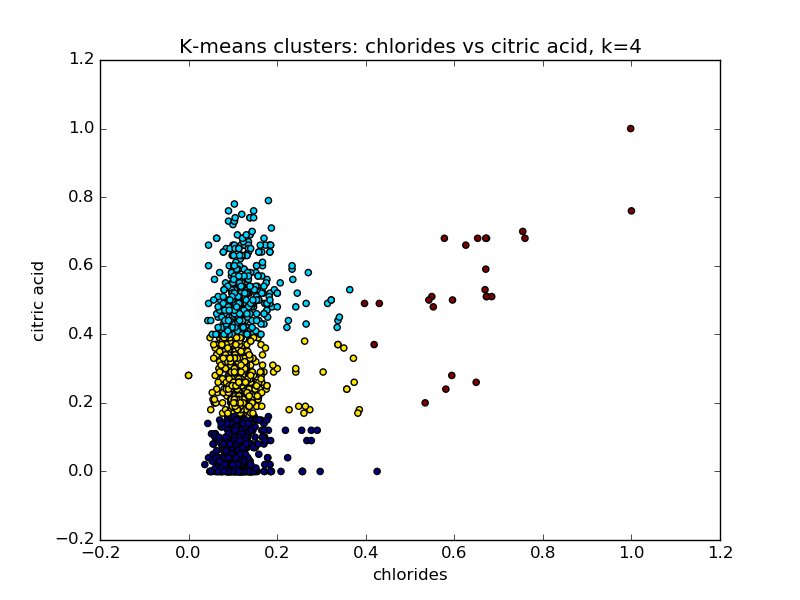 K-means clusters: chlorides vs citric acid, k=4
1.2
1.0
0.8
0.6
0.4
0.2
0.0
−0.2
citric acid
−0.2 0.0 0.2 0.4 0.6 0.8 1.0 1.2
chlorides